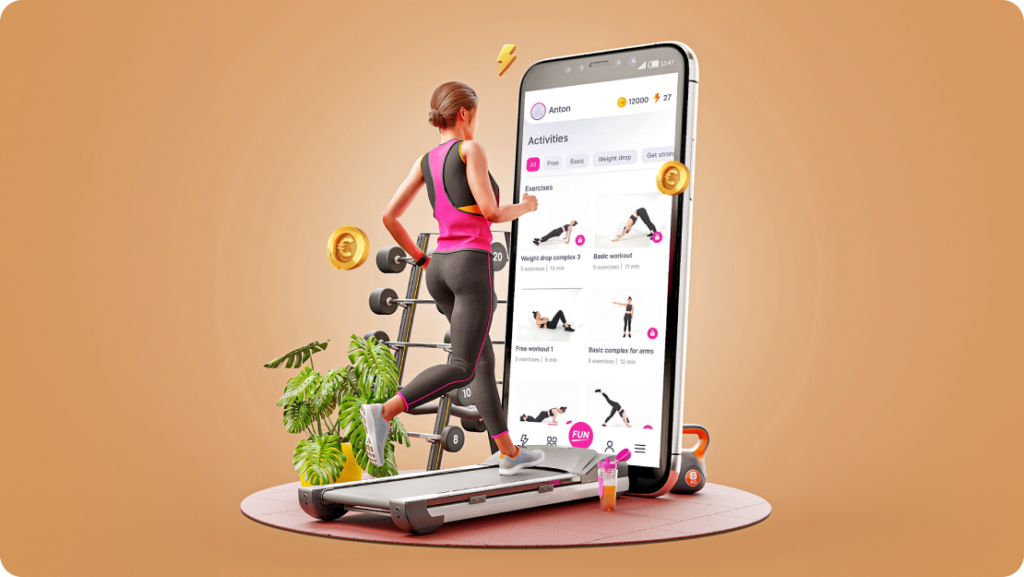 12:47
Anton
12000
27
Activities
All
Free
Basic
Weight drop
Get stron
Exercises
Weight drop complex 3
Basic workout
5 exercises | 13 min
5 exercises | 11 min
Free workout 1
Basic complex for arms
5 exercises | 8 min
5 exercises | 12 min
FUN
20
10
8